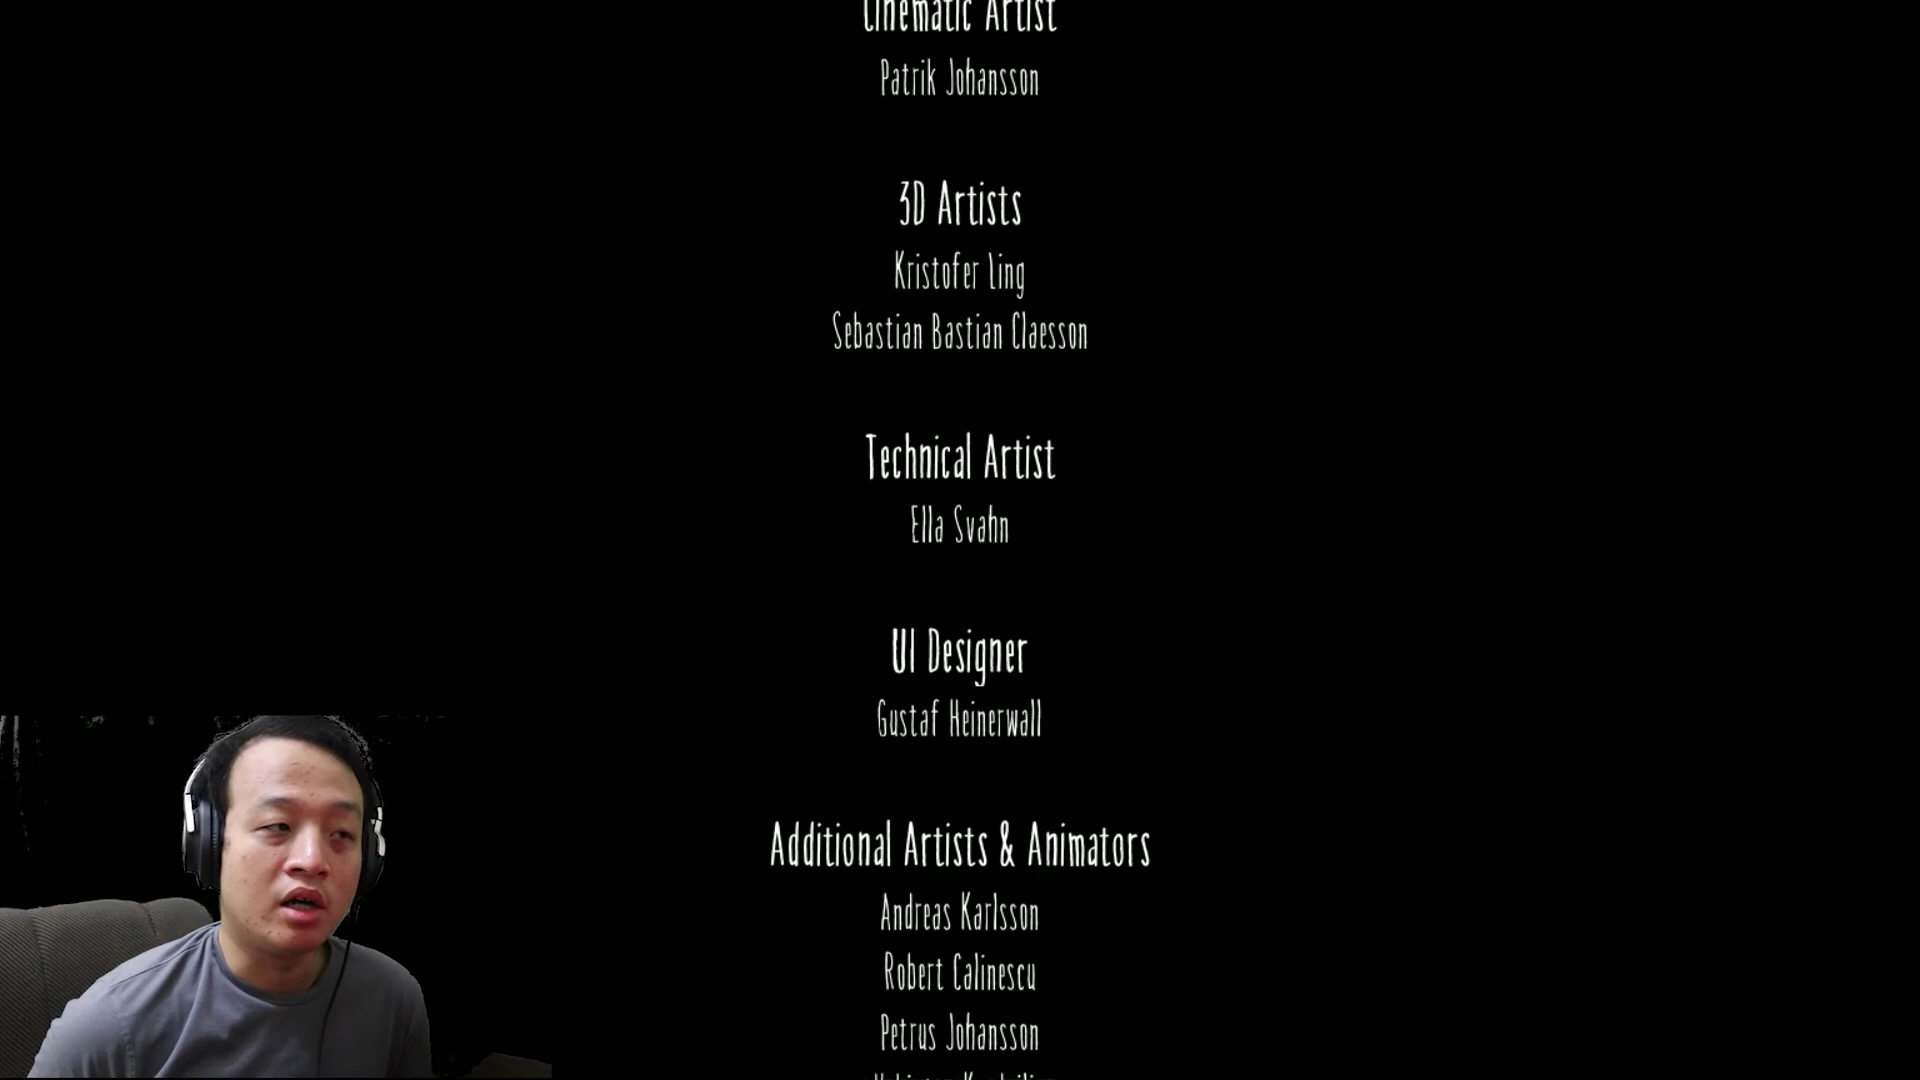 Cinematic Artist
Patrik Johansson
3D Artists
Kristofer Ling
Sebastian Bastian Claesson
Technical Artist
Ella Svahn
UI Designer
Gustaf Heinerwall
Additional Artists & Animators
Andreas Karlsson
Robert Calinescu
Petrus Johansson